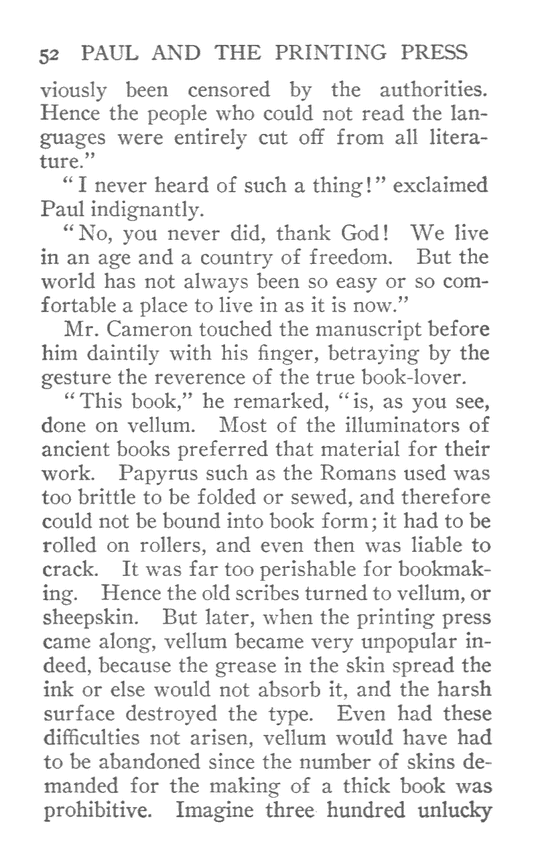 52 PAUL AND THE PRINTING PRESS
viously been censored by the authorities.
Hence the people who could not read the lan-
guages were entirely cut off from all litera-
ture.”
“I never heard of such a thing!” exclaimed
Paul indignantly.
“No, you never did, thank God! We live
in an age and a country of freedom. But the
world has not always been so easy or so com-
fortable a place to live in as it is now.”
Mr. Cameron touched the manuscript before
him daintily with his finger, betraying by the
gesture the reverence of the true book-lover.
“This book,” he remarked, “is, as you see,
done on vellum. Most of the illuminators of
ancient books preferred that material for their
work. Papyrus such as the Romans used was
too brittle to be folded or sewed, and therefore
could not be bound into book form; it had to be
rolled on rollers, and even then was liable to
crack. It was far too perishable for bookmak-
ing. Hence the old scribes turned to vellum, or
sheepskin. But later, when the printing press
came along, vellum became very unpopular in-
deed, because the grease in the skin spread the
ink or else would not absorb it, and the harsh
surface destroyed the type. Even had these
difficulties not arisen, vellum would have had
to be abandoned since the number of skins de-
manded for the making of a thick book was
prohibitive. Imagine three hundred unlucky